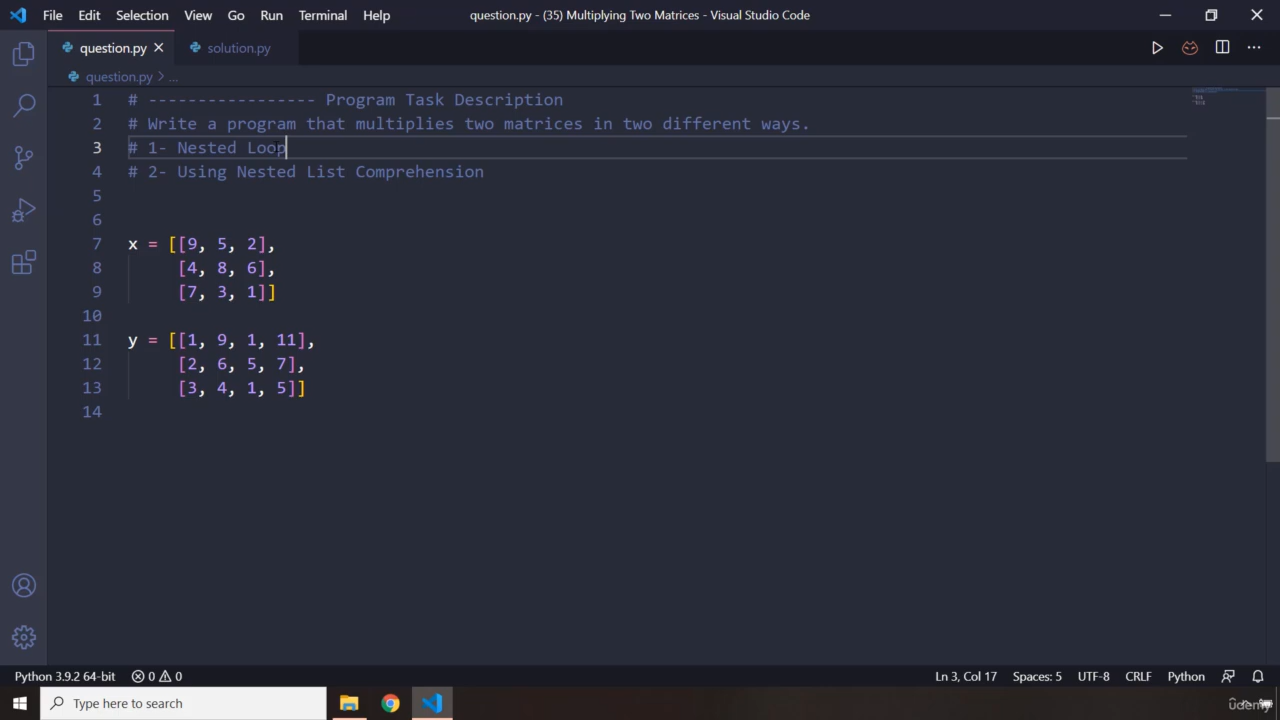 File Edit Selection View Go Run Terminal Help question.py - (35) Multiplying Two Matrices - Visual Studio Code
question.py solution.py
question.py > ...
1 # ----------------- Program Task Description
2 # Write a program that multiplies two matrices in two different ways.
3 # 1- Nested Loop
4 # 2- Using Nested List Comprehension
5
6
7 x = [[9, 5, 2],
8 [4, 8, 6],
9 [7, 3, 1]]
10
11 y = [[1, 9, 1, 11],
12 [2, 6, 5, 7],
13 [3, 4, 1, 5]]
14
Python 3.9.2 64-bit 0 0 Ln 3, Col 17 Spaces: 5 UTF-8 CRLF Python
Type here to search
udemy